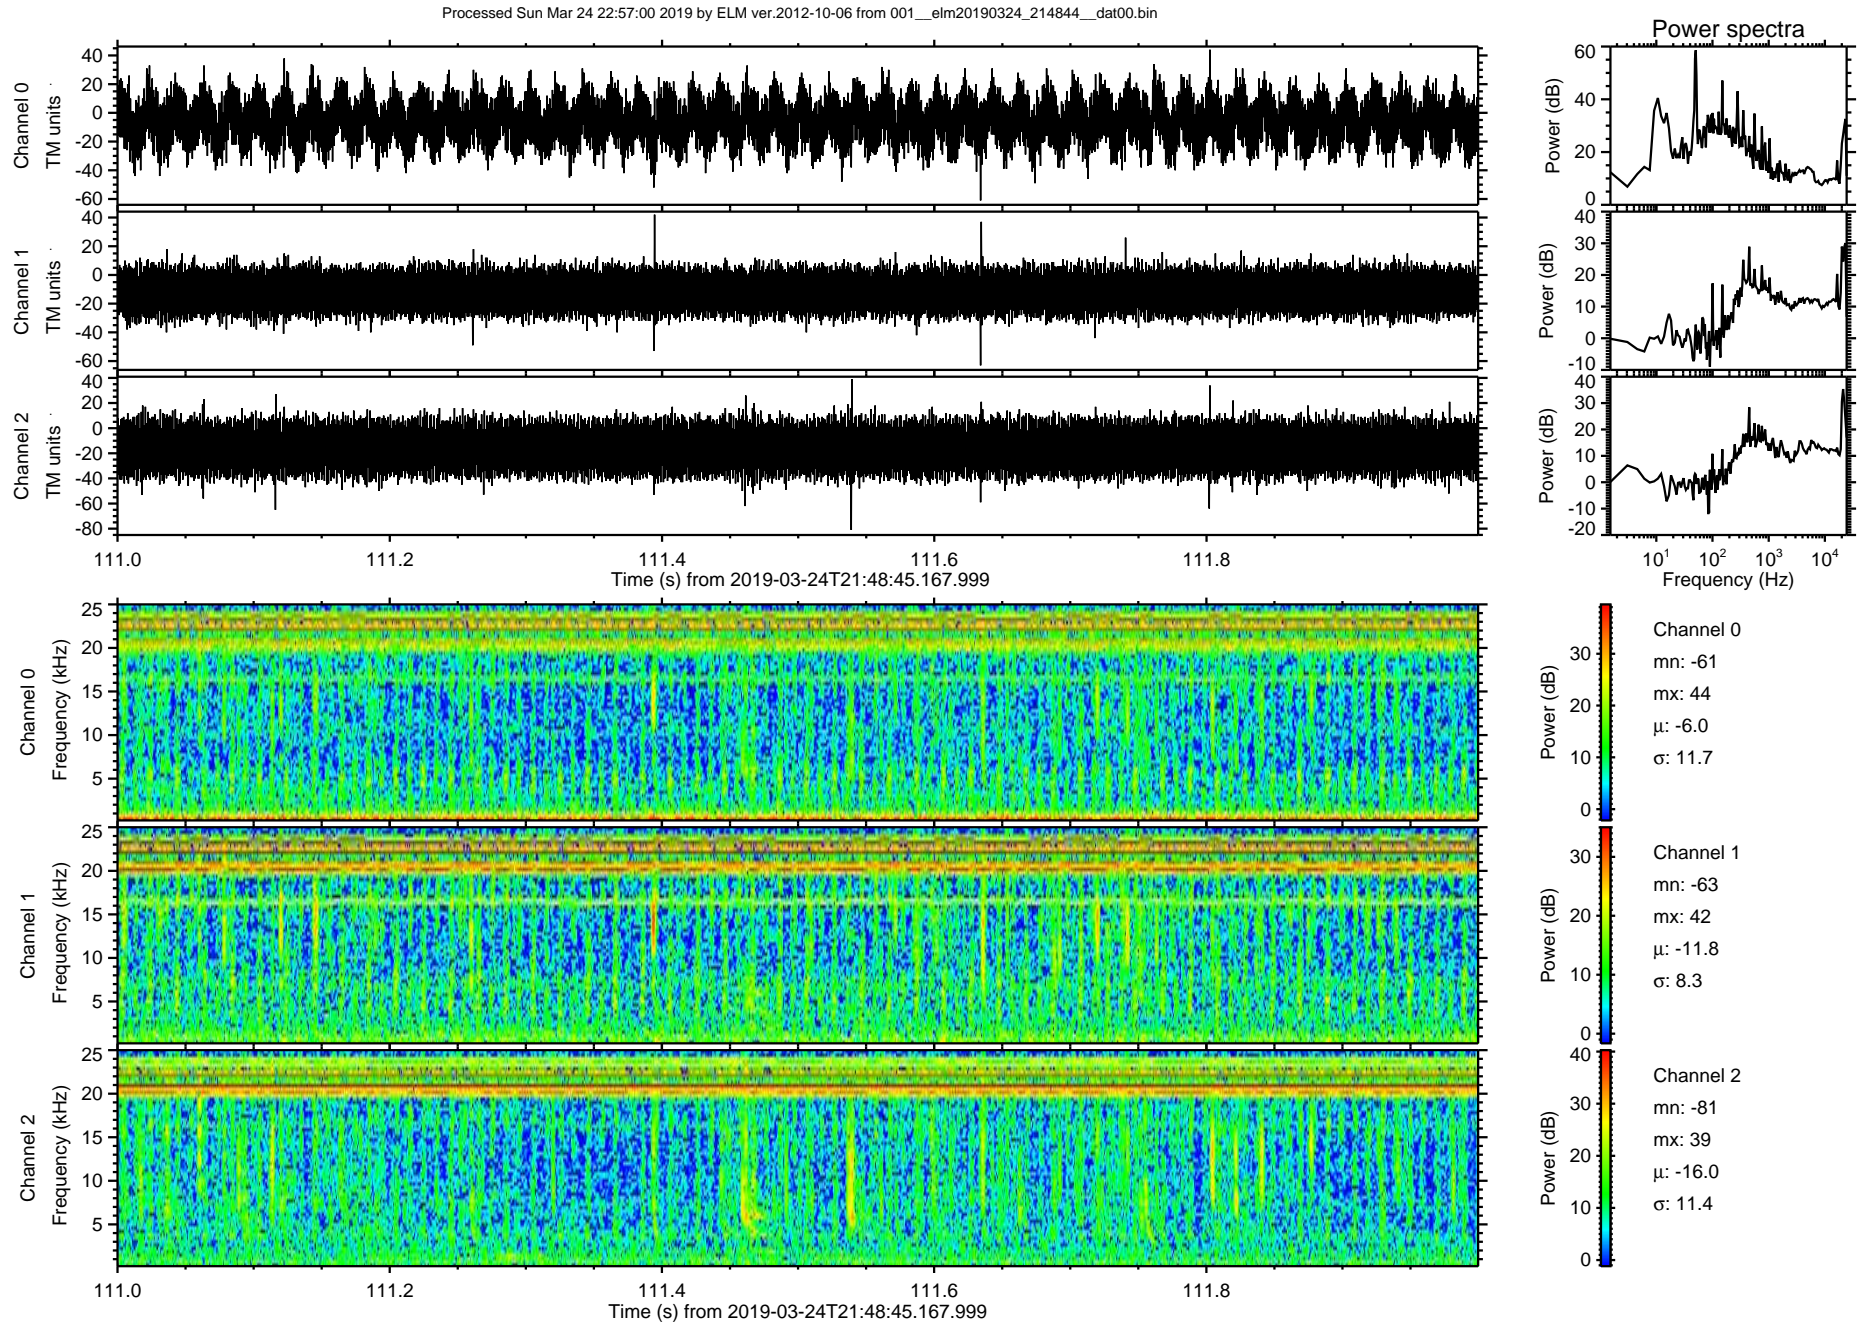 Processed Sun Mar 24 22:57:00 2019 by ELM ver.2012-10-06 from 001__elm20190324_214844__dat00.bin
Power spectra
Channel 0
TM units
40
20
0
-20
-40
-60
Power (dB)
60
40
20
0
Channel 1
TM units
40
20
0
-20
-40
-60
Power (dB)
40
30
20
10
0
-10
Channel 2
TM units
40
20
0
-20
-40
-60
-80
Power (dB)
40
30
20
10
0
-10
-20
111.0 111.2 111.4 111.6 111.8
Time (s) from 2019-03-24T21:48:45.167.999
10¹ 10² 10³ 10⁴
Frequency (Hz)
Channel 0
Frequency (kHz)
25
20
15
10
5
Power (dB)
30
20
10
0
Channel 0
mn: -61
mx: 44
μ: -6.0
σ: 11.7
Channel 1
Frequency (kHz)
25
20
15
10
5
Power (dB)
30
20
10
0
Channel 1
mn: -63
mx: 42
μ: -11.8
σ: 8.3
Channel 2
Frequency (kHz)
25
20
15
10
5
Power (dB)
40
30
20
10
0
Channel 2
mn: -81
mx: 39
μ: -16.0
σ: 11.4
111.0 111.2 111.4 111.6 111.8
Time (s) from 2019-03-24T21:48:45.167.999